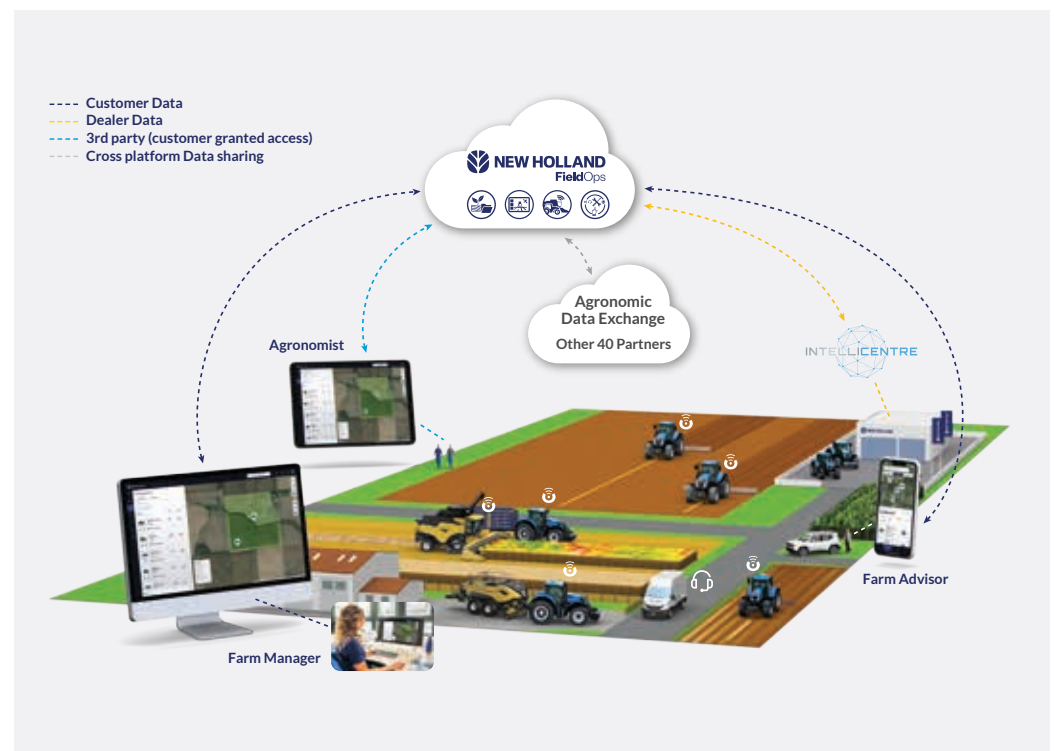 Customer Data
Dealer Data
3rd party (customer granted access)
Cross platform Data sharing
NEW HOLLAND
FieldOps
Agronomic
Data Exchange
Other 40 Partners
Agronomist
INTELLICENTRE
Farm Advisor
Farm Manager